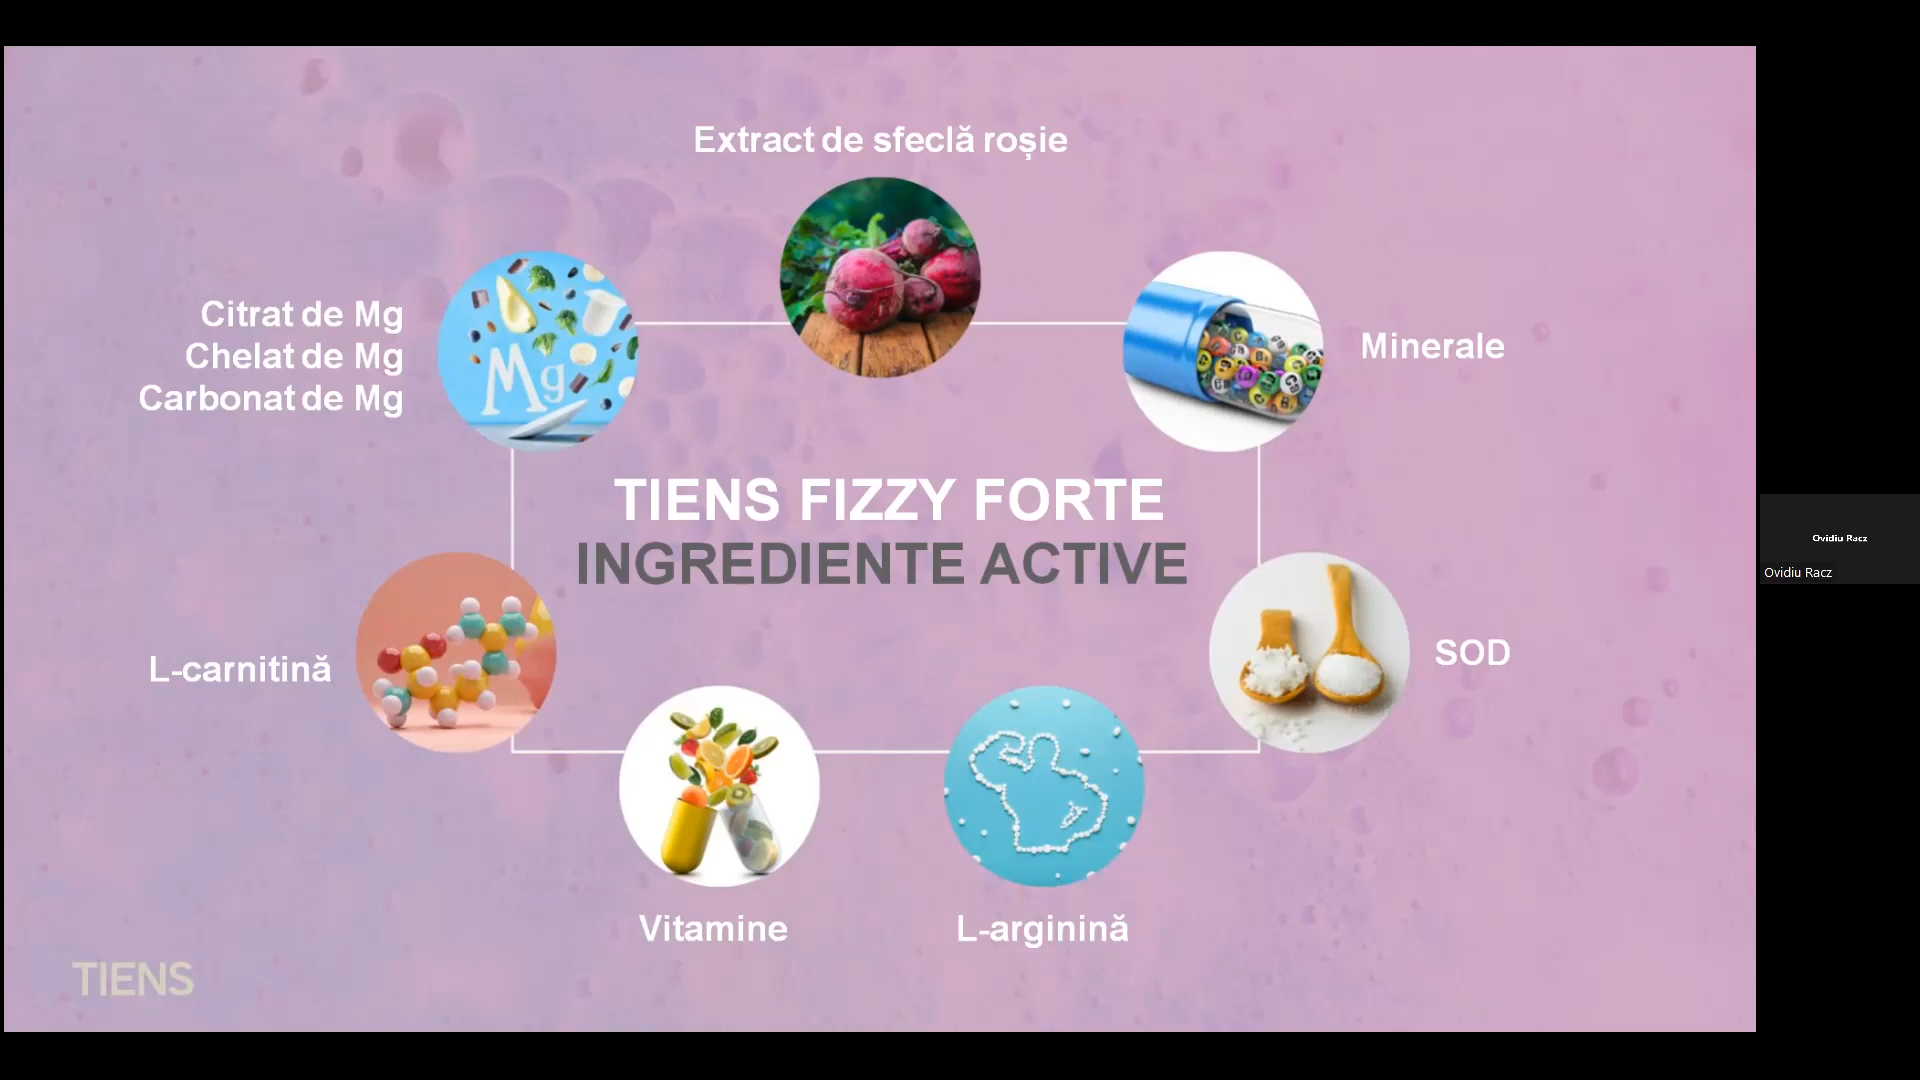 Extract de sfeclă roșie
Citrat de Mg
Chelat de Mg
Carbonat de Mg
Mg
Minerale
TIENS FIZZY FORTE
INGREDIENTE ACTIVE
L-carnitină
SOD
Vitamine
L-arginină
TIENS
Ovidiu Racz
Ovidiu Racz